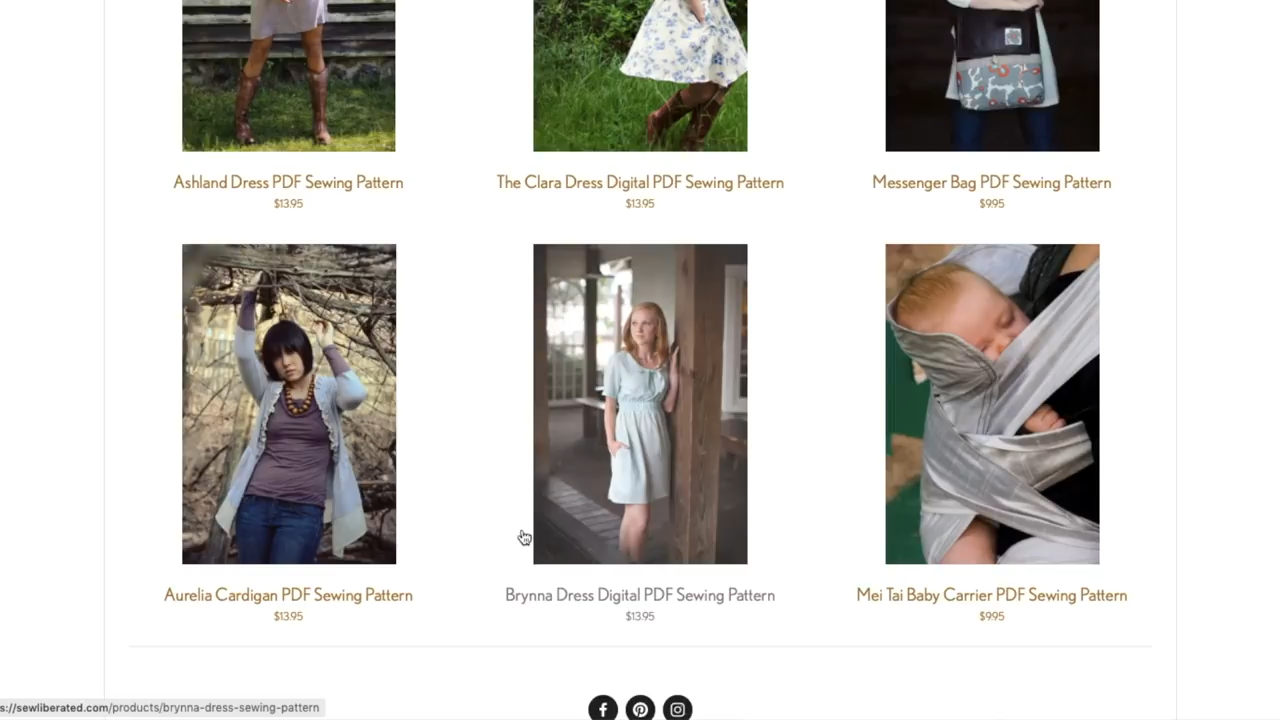 Ashland Dress PDF Sewing Pattern
$13.95
The Clara Dress Digital PDF Sewing Pattern
$13.95
Messenger Bag PDF Sewing Pattern
$9.95
Aurelia Cardigan PDF Sewing Pattern
$13.95
Brynna Dress Digital PDF Sewing Pattern
$13.95
Mei Tai Baby Carrier PDF Sewing Pattern
$9.95
s://sewliberated.com/products/brynna-dress-sewing-pattern